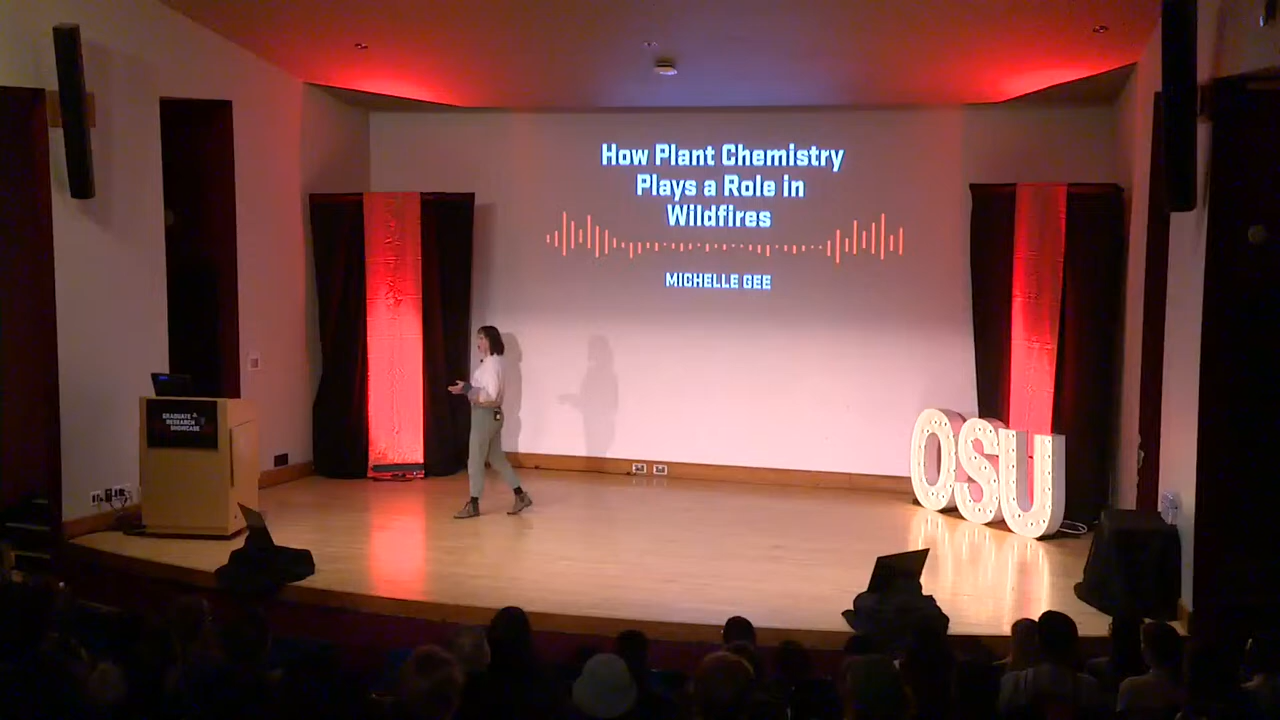 How Plant Chemistry
Plays a Role in
Wildfires
MICHELLE GEE
GRADUATE
RESEARCH
SHOWCASE
OSU